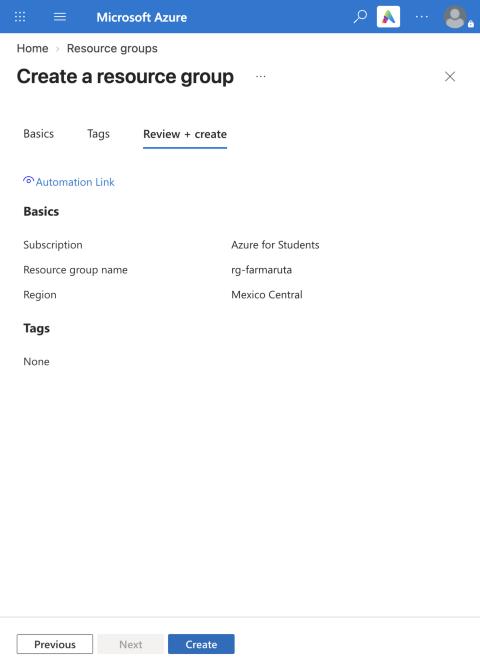 Microsoft Azure
Home > Resource groups
Create a resource group ...
Basics Tags Review + create
Automation Link
Basics
Subscription Azure for Students
Resource group name rg-farmaruta
Region Mexico Central
Tags
None
Previous Next Create